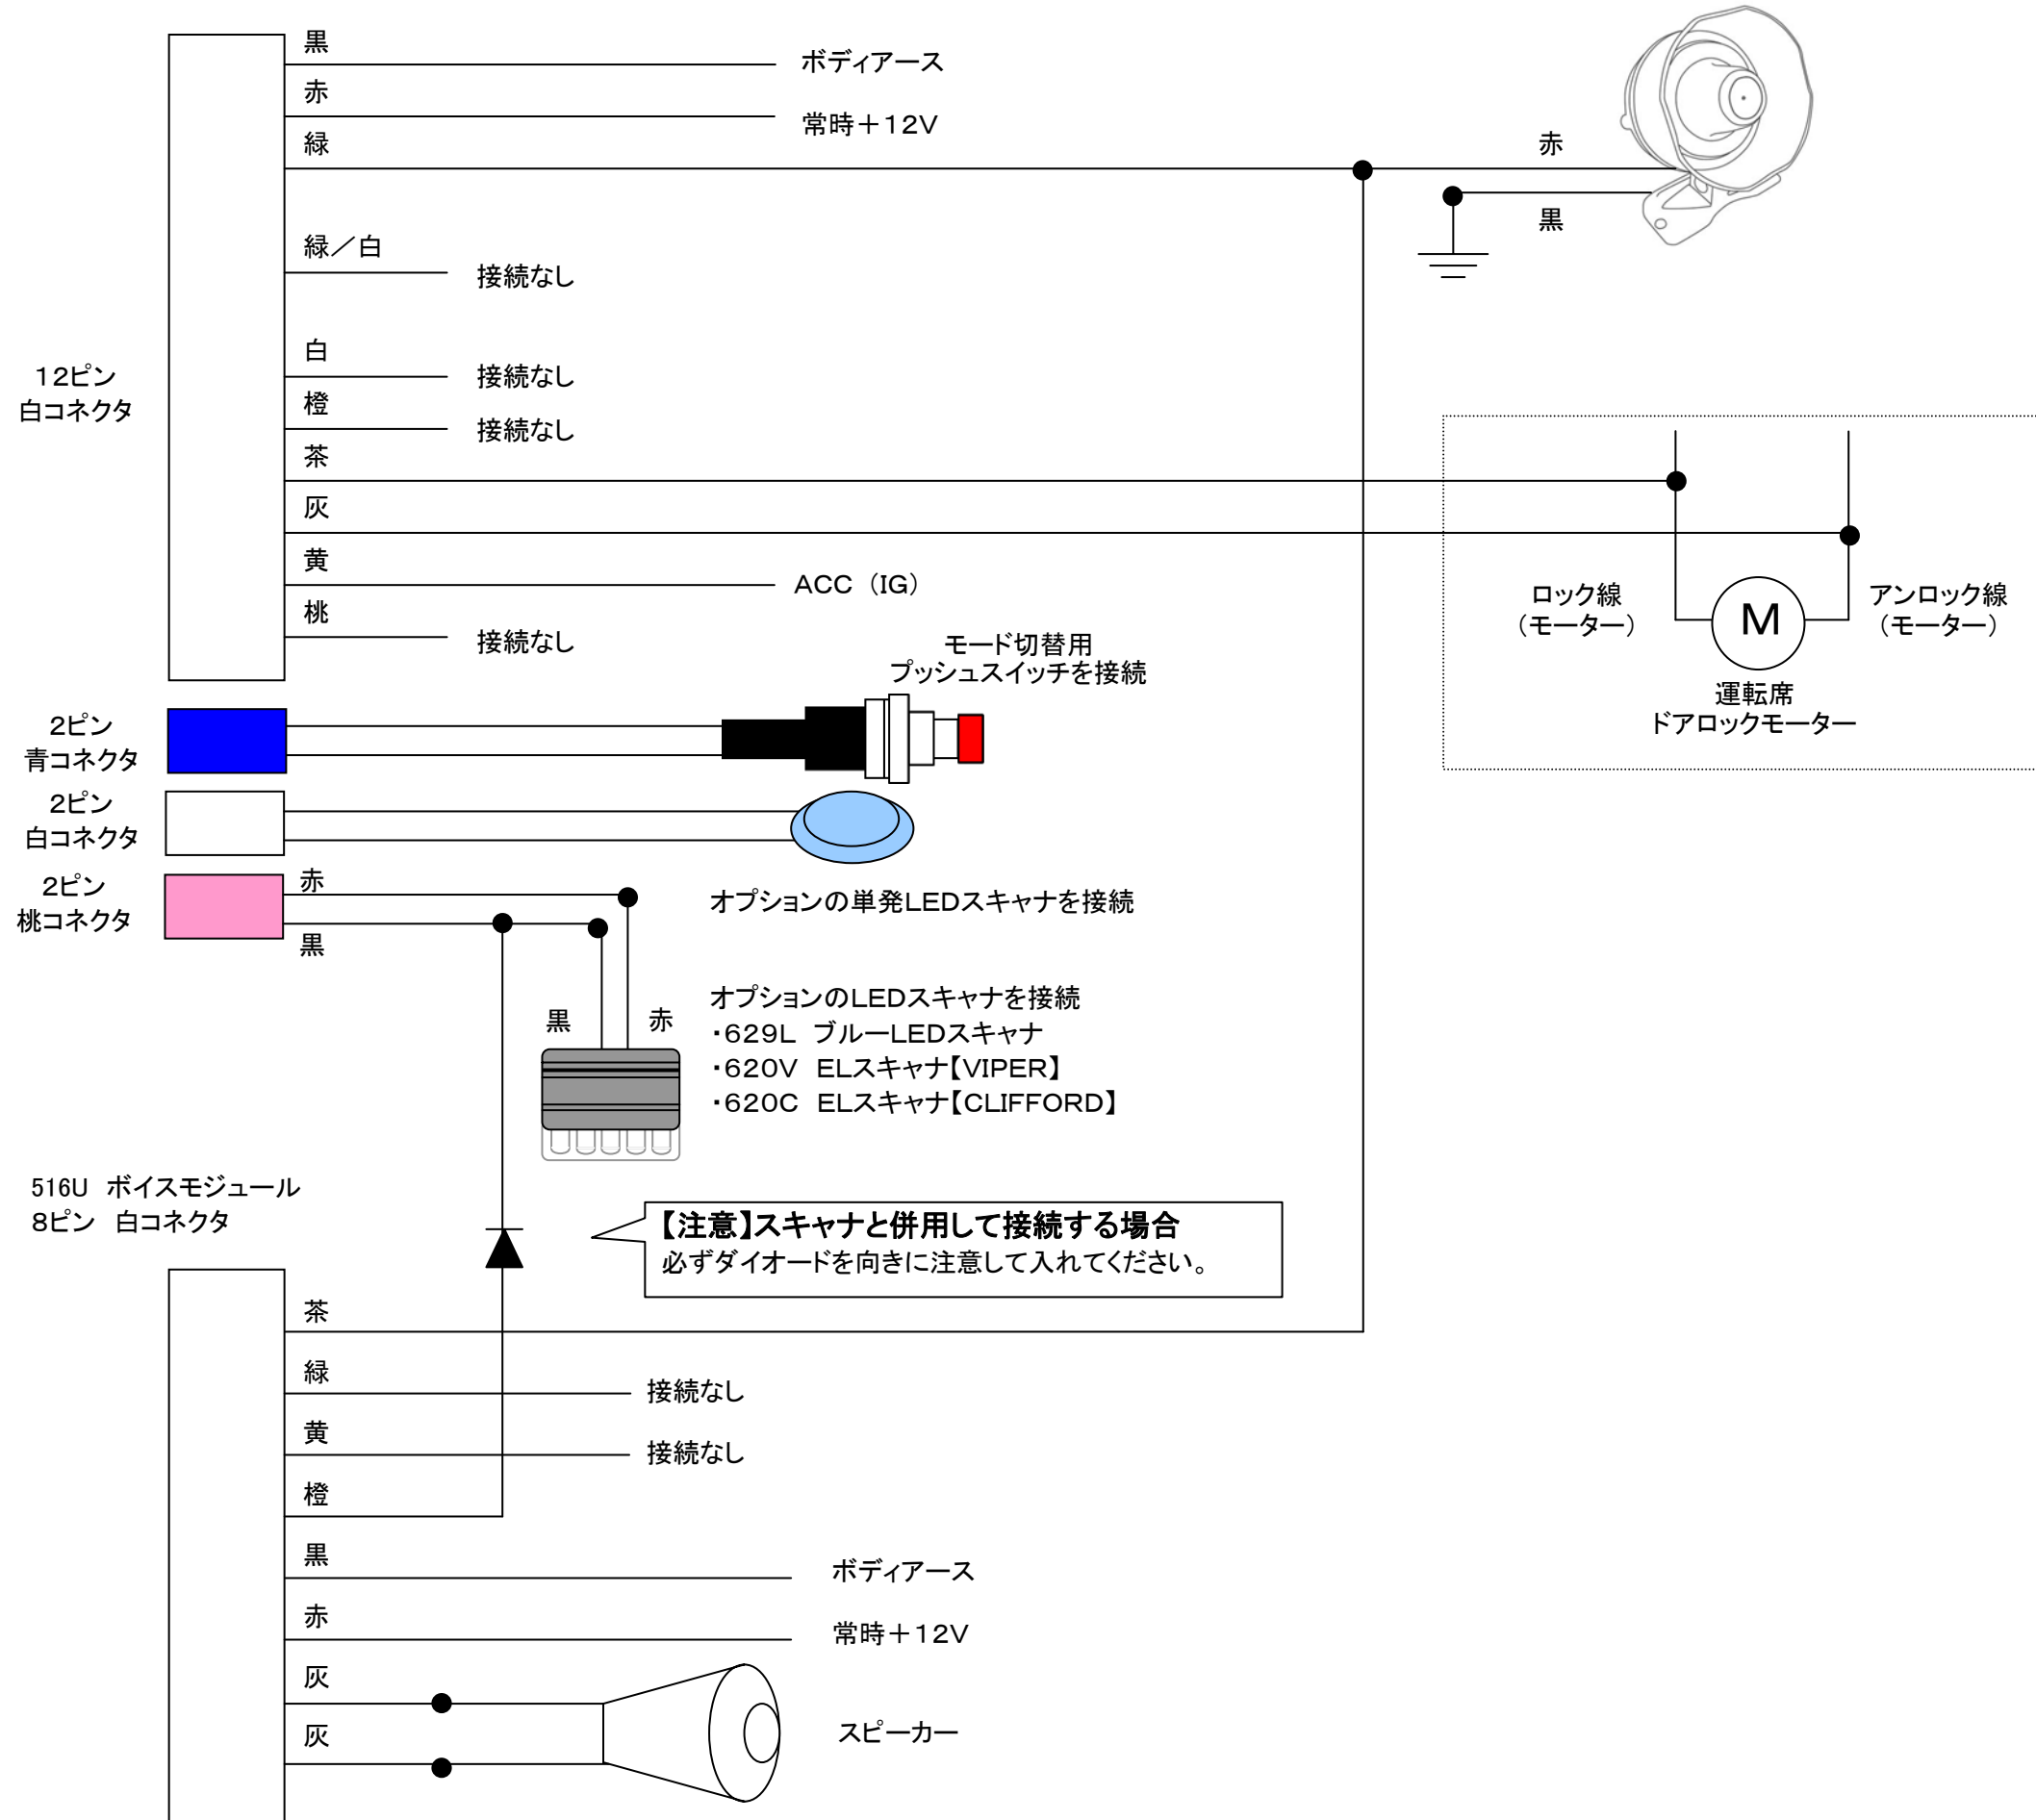 黒
ボディアース
赤
常時+12V
緑
赤
黒
緑/白
接続なし
白
接続なし
12ピン
白コネクタ
橙
接続なし
茶
灰
黄
ACC (IG)
桃
接続なし
ロック線
(モーター)
M
アンロック線
(モーター)
運転席
ドアロックモーター
モード切替用
プッシュスイッチを接続
2ピン
青コネクタ
2ピン
白コネクタ
2ピン
桃コネクタ
赤
黒
オプションの単発LEDスキャナを接続
黒
赤
オプションのLEDスキャナを接続
・629L ブルーLEDスキャナ
・620V ELスキャナ【VIPER】
・620C ELスキャナ【CLIFFORD】
516U ボイスモジュール
8ピン 白コネクタ
【注意】スキャナと併用して接続する場合
必ずダイオードを向きに注意して入れてください。
茶
緑
接続なし
黄
接続なし
橙
黒
ボディアース
赤
常時+12V
灰
灰
スピーカー